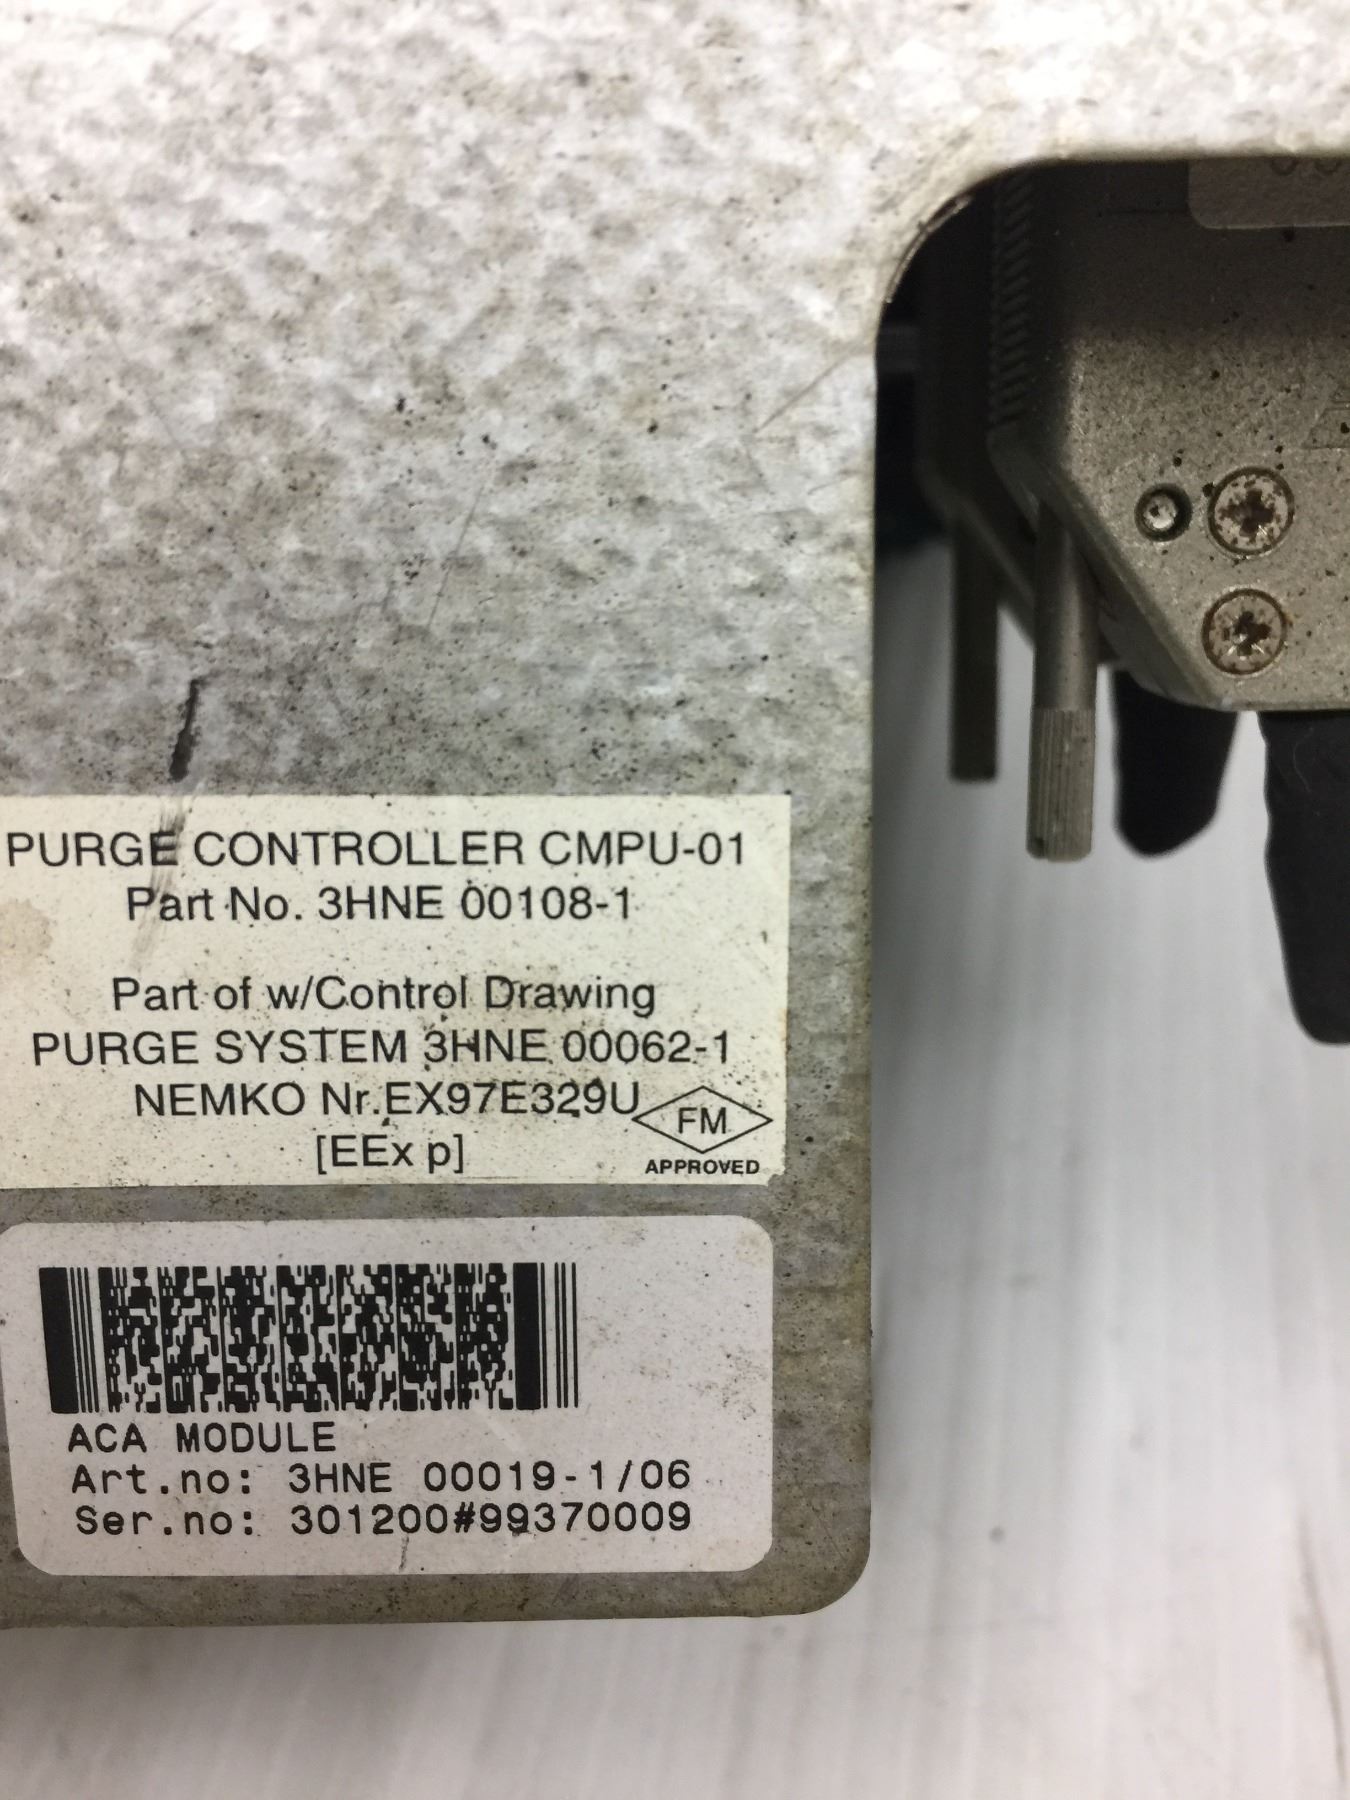 PURGE CONTROLLER CMPU-01
Part No. 3HNE 00108-1
Part of w/Control Drawing
PURGE SYSTEM 3HNE 00062-1
NEMKO Nr.EX97E329U
[EEx p]
FM
APPROVED
ACA MODULE
Art.no: 3HNE 00019-1/06
Ser.no: 301200#99370009